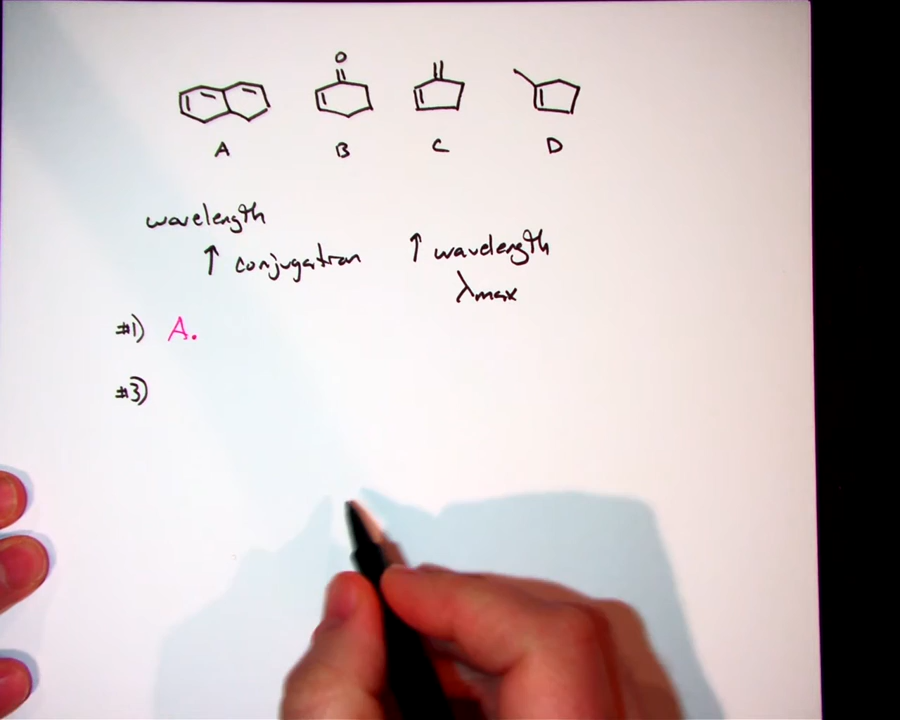 O
A B C D
wavelength
↑ conjugation ↑ wavelength
λmax
#1) A.
#3)